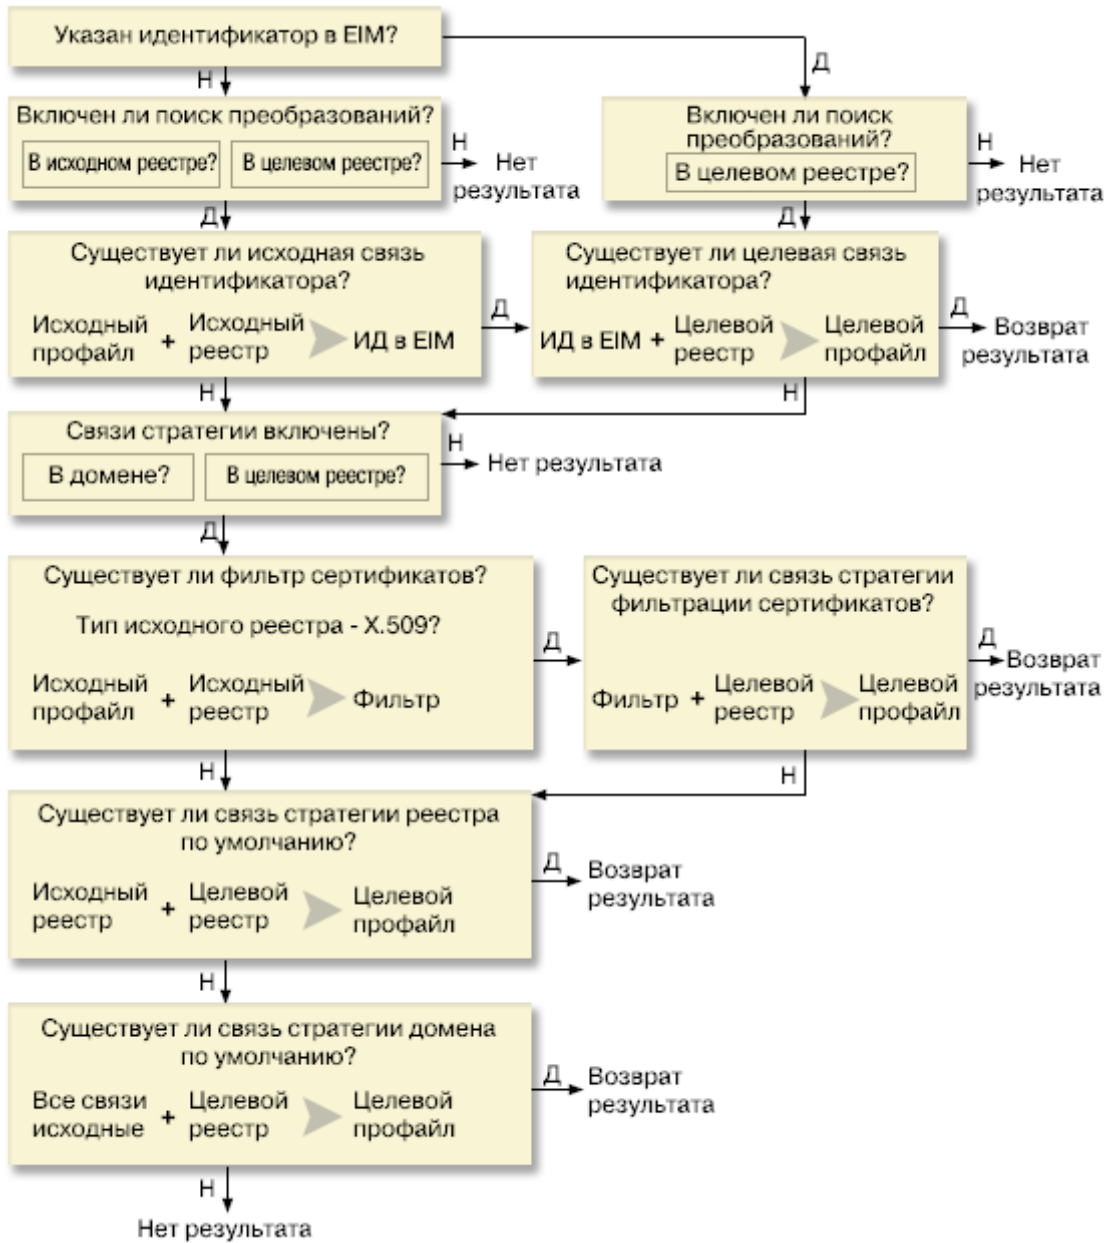 Указан идентификатор в EIM?
Н
Д
Включен ли поиск преобразований?
В исходном реестре?
В целевом реестре?
Н
Нет
результата
Включен ли поиск
преобразований?
В целевом реестре?
Н
Нет
результата
Д
Д
Существует ли исходная связь
идентификатора?
Исходный
профайл
+
Исходный
реестр
ИД в EIM
Д
Существует ли целевая связь
идентификатора?
ИД в EIM +
Целевой
реестр
Целевой
профайл
Д
Возврат
результата
Н
Н
Связи стратегии включены?
В домене?
В целевом реестре?
Н
Нет результата
Д
Существует ли фильтр сертификатов?
Тип исходного реестра - X.509?
Исходный
профайл
+
Исходный
реестр
Фильтр
Д
Существует ли связь стратегии
фильтрации сертификатов?
Фильтр +
Целевой
реестр
Целевой
профайл
Д
Возврат
результата
Н
Н
Существует ли связь стратегии реестра
по умолчанию?
Исходный
реестр
+
Целевой
реестр
Целевой
профайл
Д
Возврат
результата
Н
Существует ли связь стратегии домена
по умолчанию?
Все связи
исходные
+
Целевой
реестр
Целевой
профайл
Д
Возврат
результата
Н
Нет результата